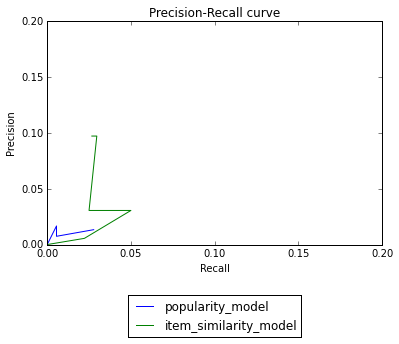 Precision-Recall curve
0.20
0.15
0.10
0.05
0.00
Precision
0.00 0.05 0.10 0.15 0.20
Recall
popularity_model
item_similarity_model